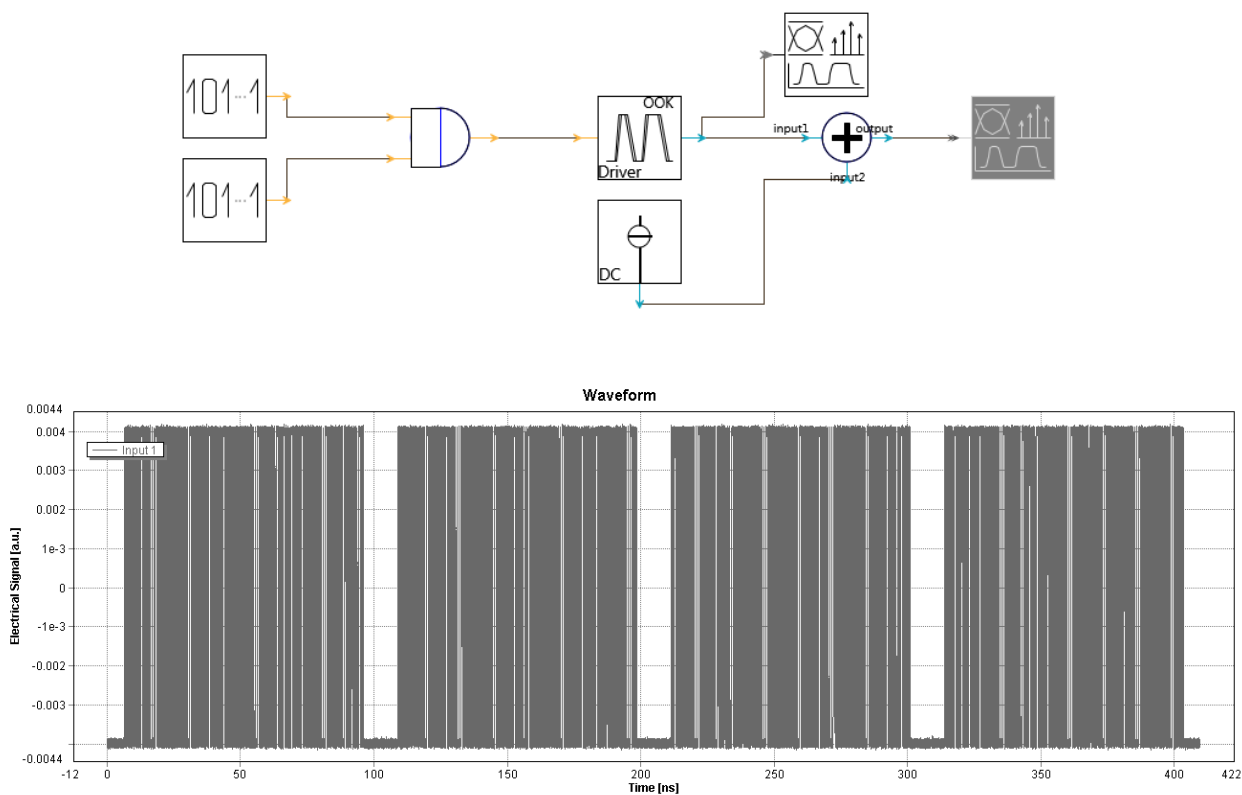 101...1
OOK
Driver
input1
output
input2
101...1
DC
Waveform
0.0044
0.004
0.003
0.002
1e-3
0
-1e-3
-0.002
-0.003
-0.0044
Electrical Signal [a.u.]
Input 1
-12 0 50 100 150 200 250 300 350 400 422
Time [ns]